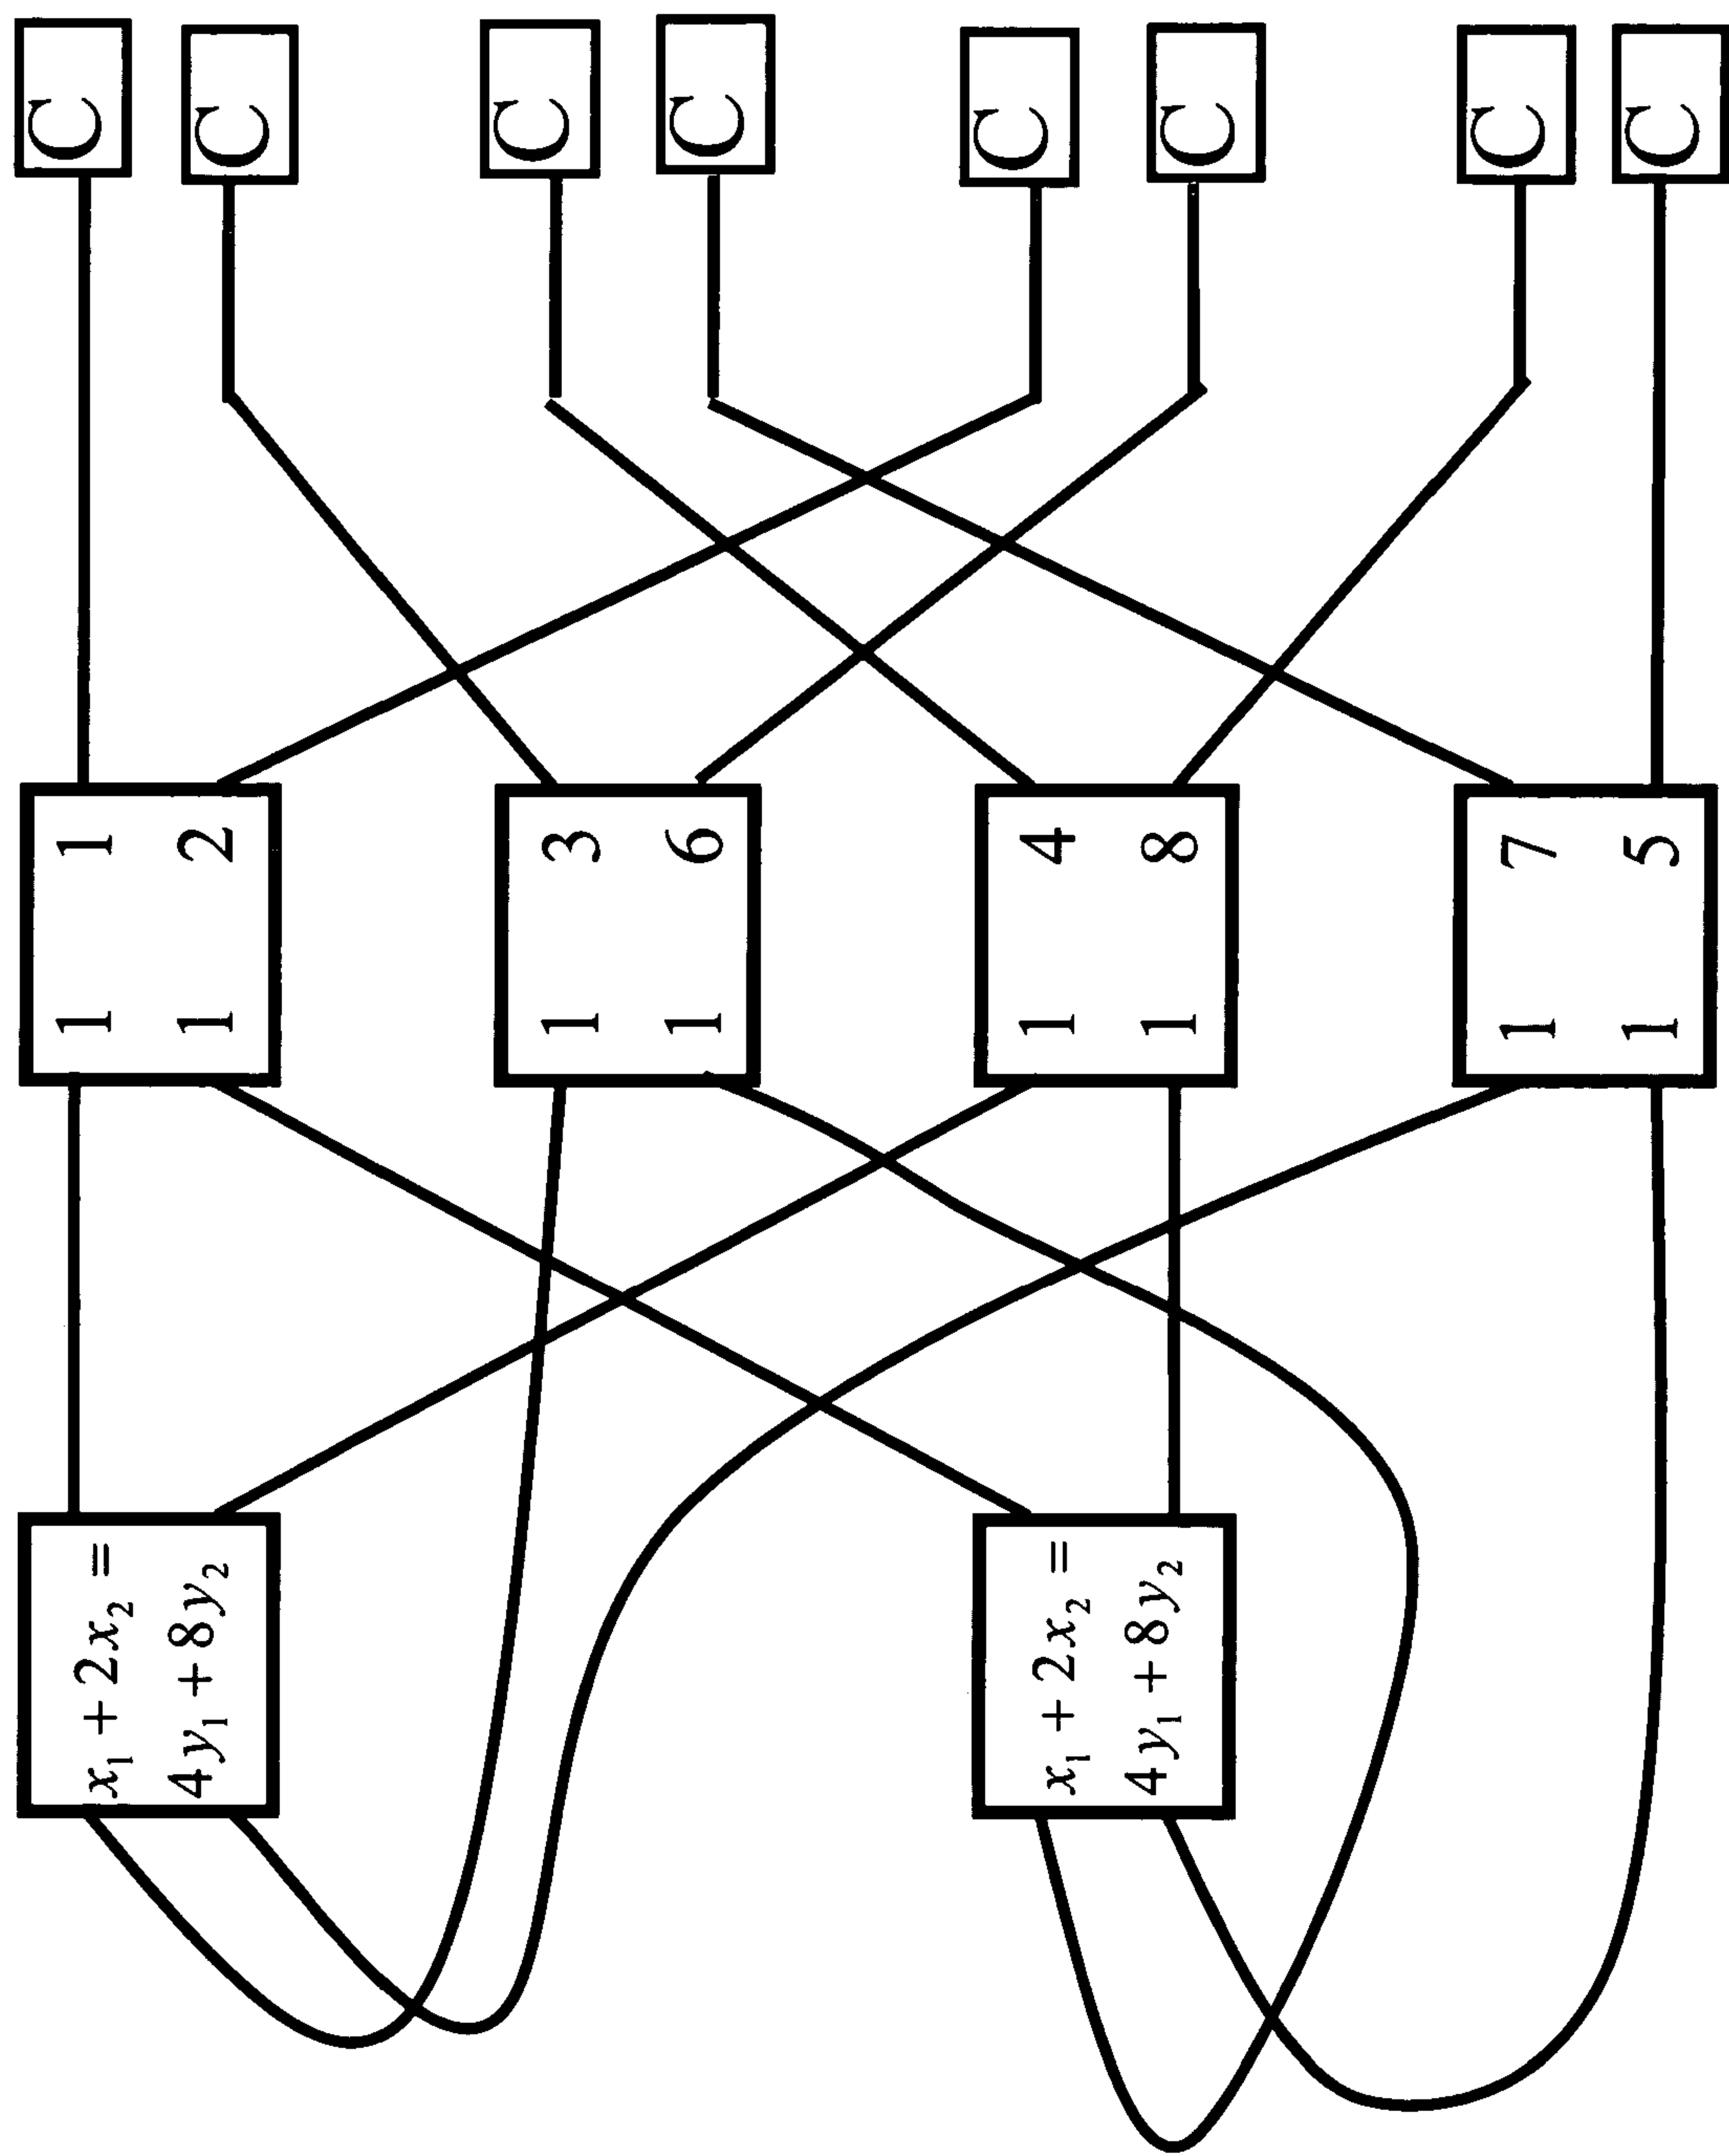 x₁ + 2x₂ =
4y₁ + 8y₂
1 1
1 2
C
C
1 3
1 6
C
C
x₁ + 2x₂ =
4y₁ + 8y₂
1 4
1 8
C
C
1 7
1 5
C
C